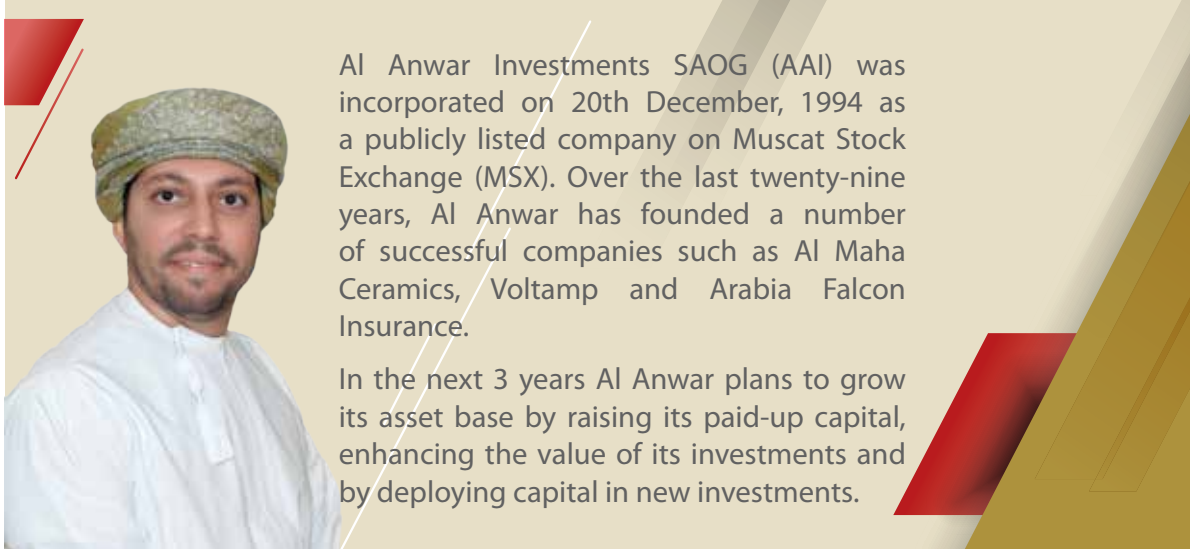 Al Anwar Investments SAOG (AAI) was
incorporated on 20th December, 1994 as
a publicly listed company on Muscat Stock
Exchange (MSX). Over the last twenty-nine
years, Al Anwar has founded a number
of successful companies such as Al Maha
Ceramics, Voltamp and Arabia Falcon
Insurance.
In the next 3 years Al Anwar plans to grow
its asset base by raising its paid-up capital,
enhancing the value of its investments and
by deploying capital in new investments.